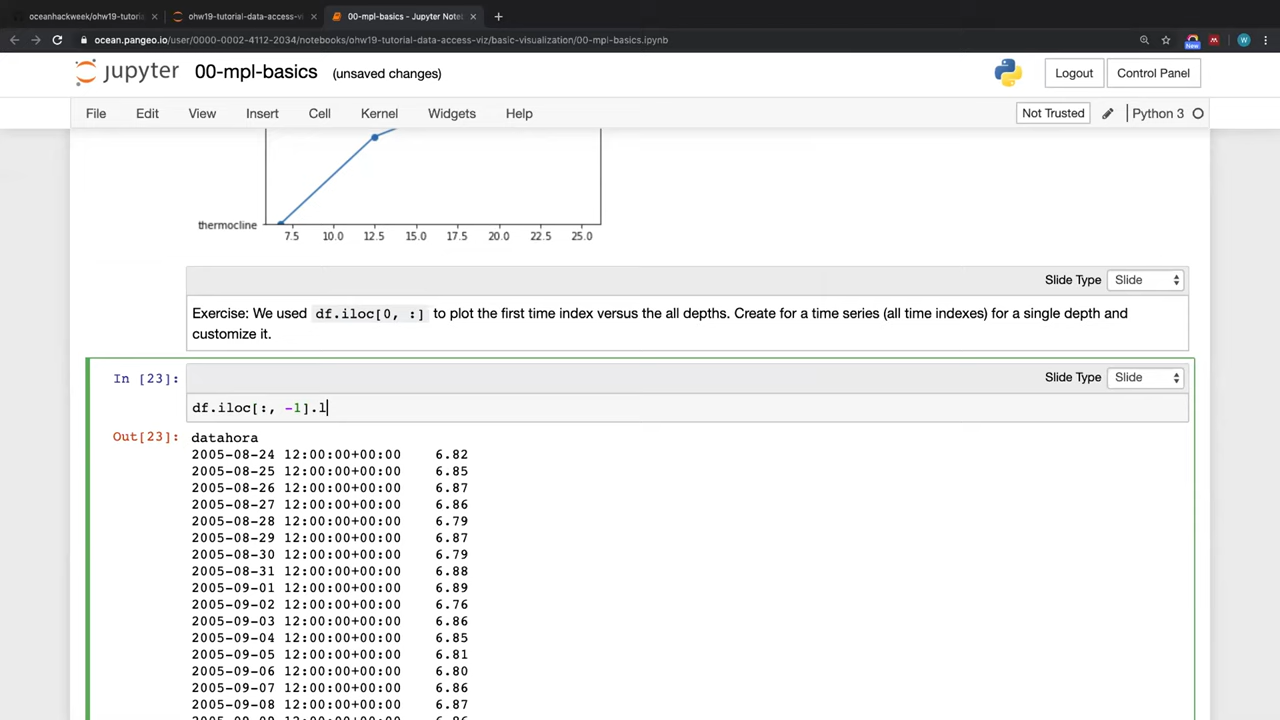 oceanhackweek/ohw19-tutoria
ohw19-tutorial-data-access-vi
00-mpl-basics - Jupyter Note
ocean.pangeo.io/user/0000-0002-4112-2034/notebooks/ohw19-tutorial-data-access-viz/basic-visualization/00-mpl-basics.ipynb
New
W
jupyter 00-mpl-basics (unsaved changes)
Logout
Control Panel
File Edit View Insert Cell Kernel Widgets Help
Not Trusted
Python 3
thermocline
7.5 10.0 12.5 15.0 17.5 20.0 22.5 25.0
Slide Type Slide
Exercise: We used df.iloc[0, :] to plot the first time index versus the all depths. Create for a time series (all time indexes) for a single depth and
customize it.
In [23]:
Slide Type Slide
df.iloc[:, -1].l
Out[23]: datahora
2005-08-24 12:00:00+00:00 6.82
2005-08-25 12:00:00+00:00 6.85
2005-08-26 12:00:00+00:00 6.87
2005-08-27 12:00:00+00:00 6.86
2005-08-28 12:00:00+00:00 6.79
2005-08-29 12:00:00+00:00 6.87
2005-08-30 12:00:00+00:00 6.79
2005-08-31 12:00:00+00:00 6.88
2005-09-01 12:00:00+00:00 6.89
2005-09-02 12:00:00+00:00 6.76
2005-09-03 12:00:00+00:00 6.86
2005-09-04 12:00:00+00:00 6.85
2005-09-05 12:00:00+00:00 6.81
2005-09-06 12:00:00+00:00 6.80
2005-09-07 12:00:00+00:00 6.86
2005-09-08 12:00:00+00:00 6.87